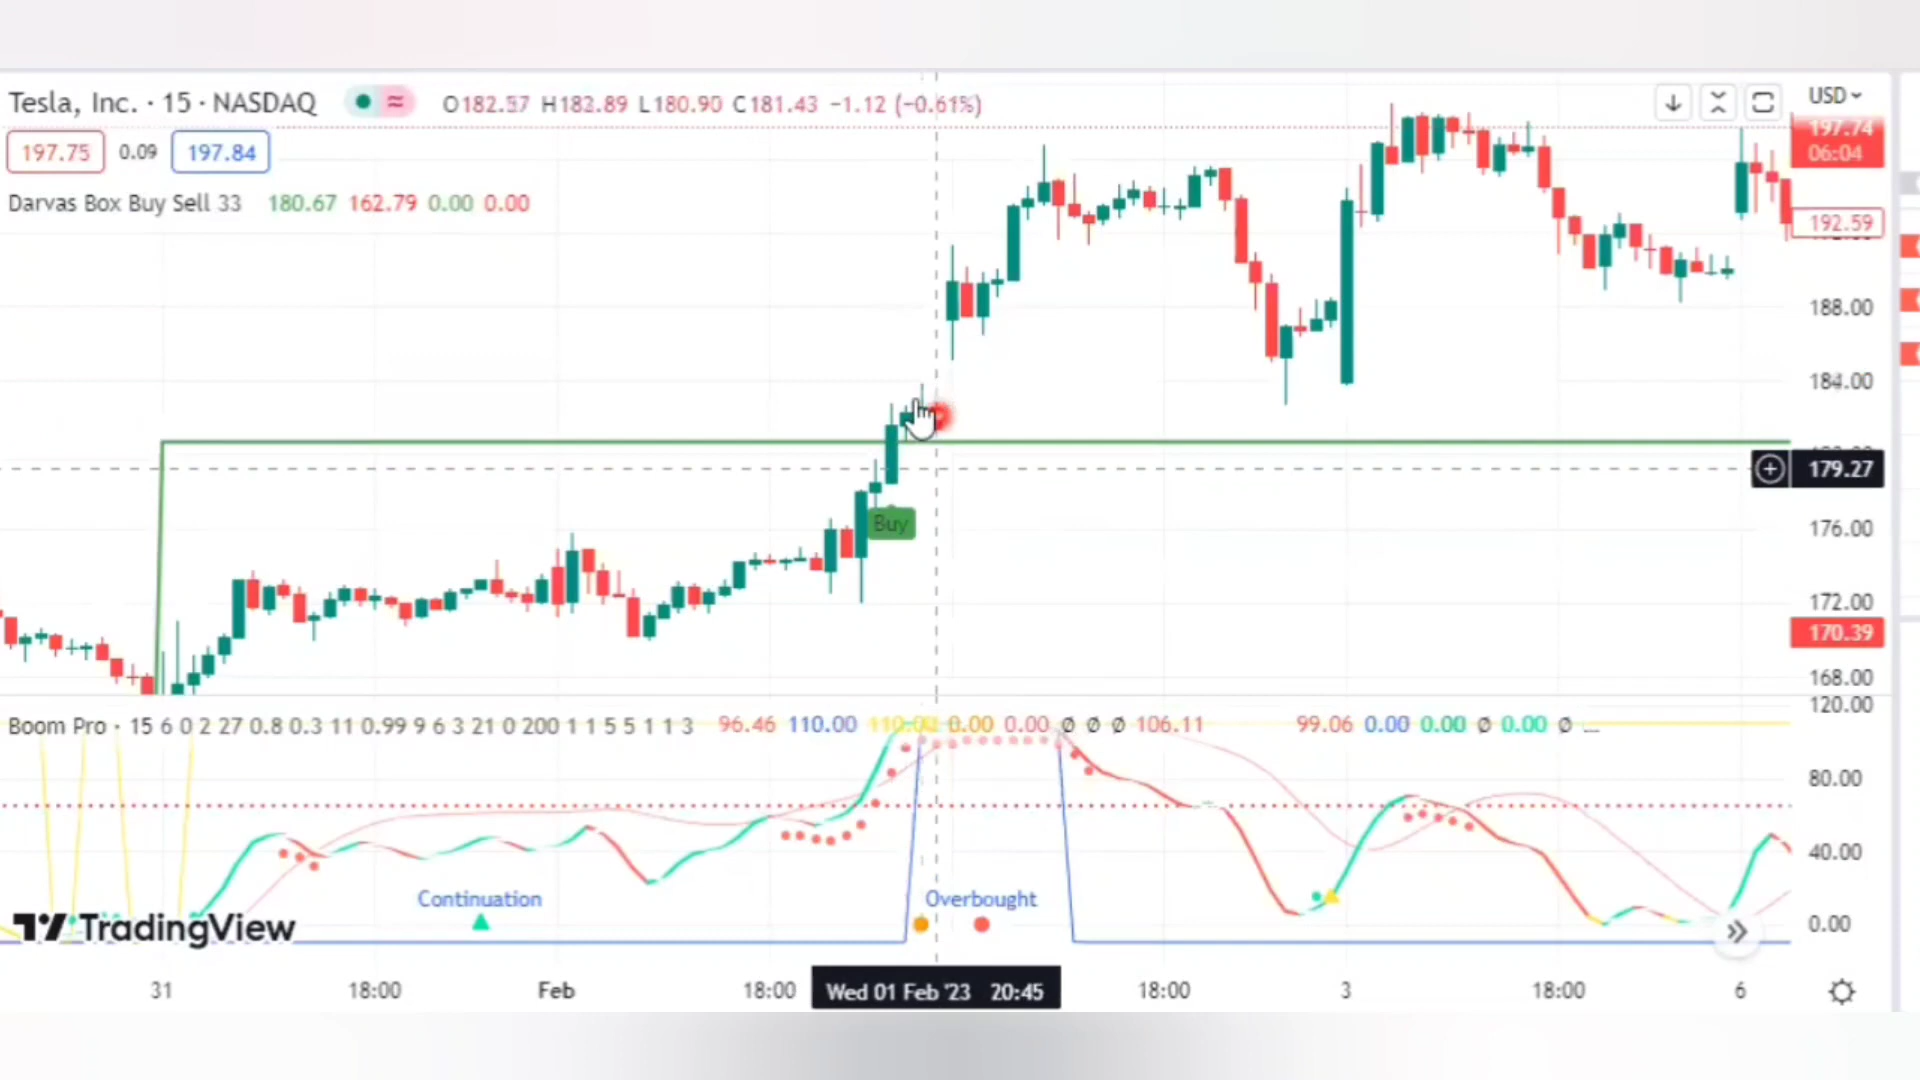 Tesla, Inc. · 15 · NASDAQ O182.57 H183.89 L180.90 C181.43 −1.12 (−0.61%)
USD
197.75 0.09 197.84
197.74
06:04
Darvas Box Buy Sell 33 180.67 162.79 0.00 0.00
192.59
188.00
184.00
179.27
Buy
176.00
172.00
170.39
168.00
120.00
Boom Pro · 15 6 0 2 27 0.8 0.3 11 0.99 9 6 3 21 0 200 1 1 5 5 1 1 3 96.46 110.00 110.00 0.00 0.00 ∅ ∅ ∅ 106.11 99.06 0.00 0.00 ∅ 0.00 ∅ ...
80.00
40.00
Continuation Overbought
TradingView
0.00
31 18:00 Feb 18:00 Wed 01 Feb '23 20:45 18:00 3 18:00 6